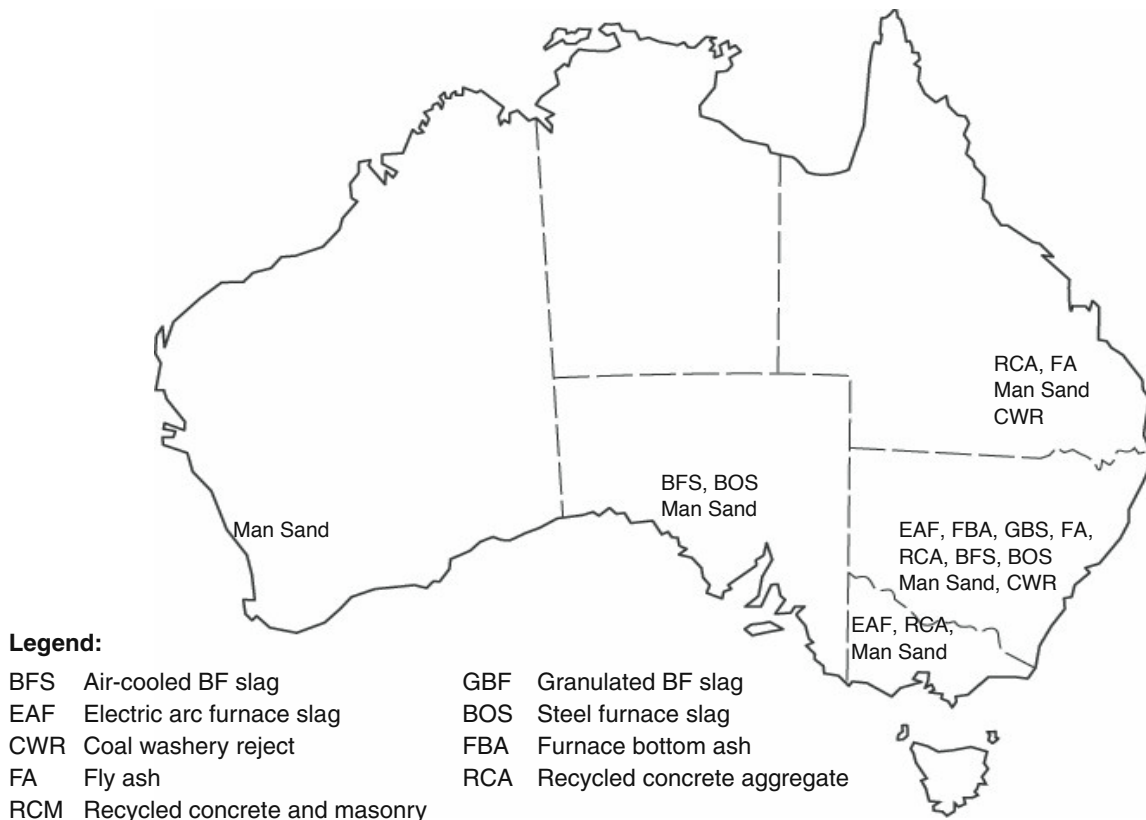 RCA, FA
Man Sand
CWR
BFS, BOS
Man Sand
Man Sand
EAF, FBA, GBS, FA,
RCA, BFS, BOS
Man Sand, CWR
EAF, RCA,
Man Sand
Legend:
BFS Air-cooled BF slag
EAF Electric arc furnace slag
CWR Coal washery reject
FA Fly ash
RCM Recycled concrete and masonry
GBF Granulated BF slag
BOS Steel furnace slag
FBA Furnace bottom ash
RCA Recycled concrete aggregate